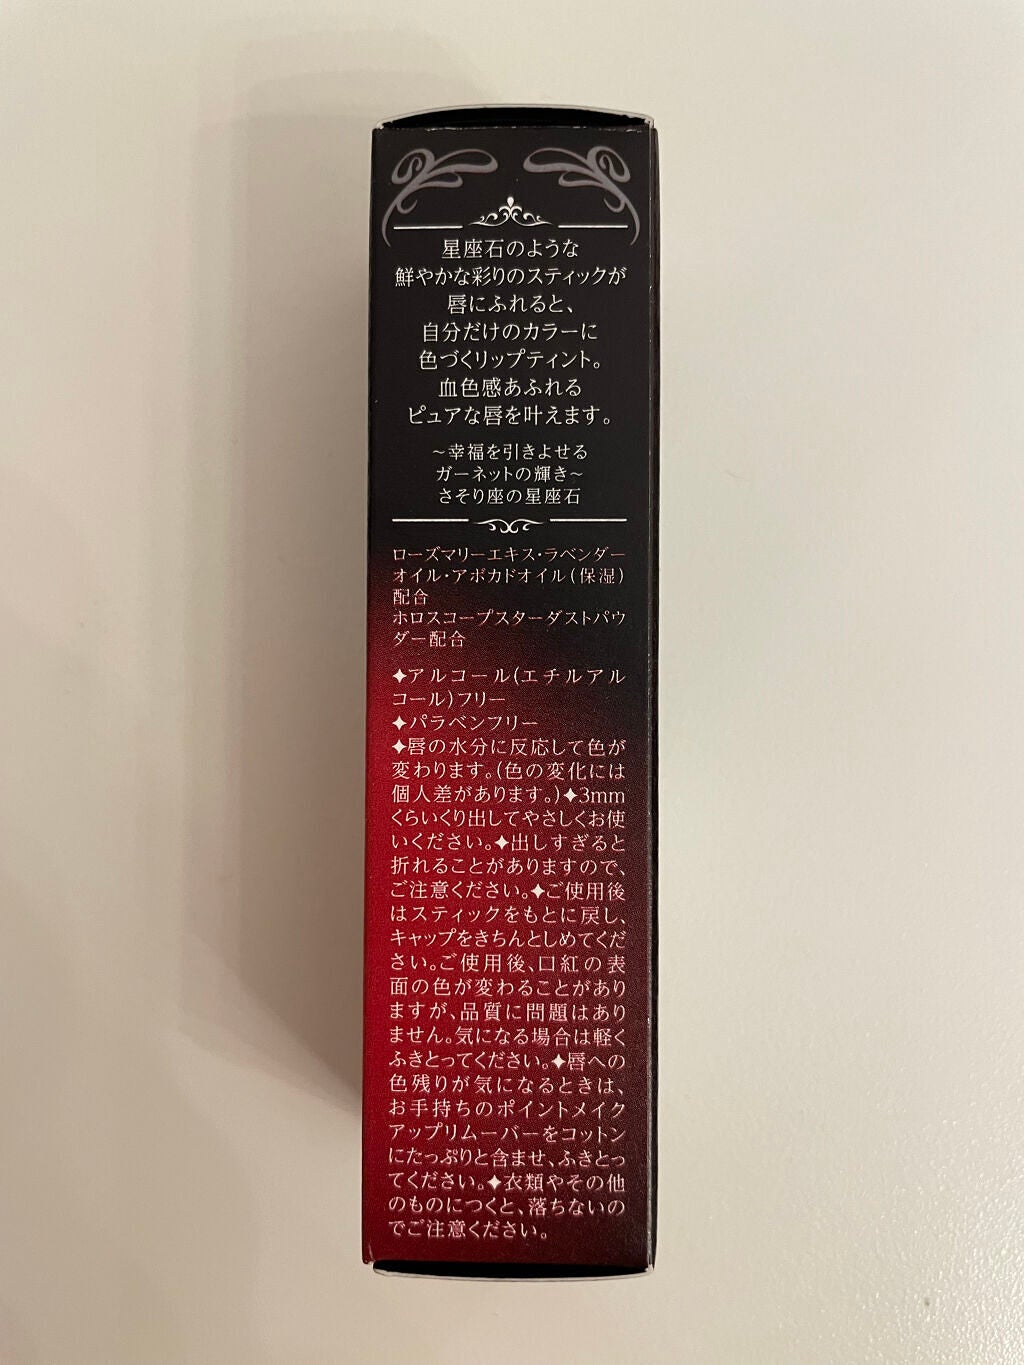 星座石のような
鮮やかな彩りのスティックが
唇にふれると、
自分だけのカラーに
色づくリップティント。
血色感あふれる
ピュアな唇を叶えます。
~幸福を引きよせる
ガーネットの輝き~
さそり座の星座石
ローズマリーエキス・ラベンダー
オイル・アボカドオイル(保湿)
配合
ホロスコープスターダストパウ
ダー配合
✦アルコール(エチルアル
コール)フリー
✦パラベンフリー
✦唇の水分に反応して色が
変わります。(色の変化には
個人差があります。)✦3mm
くらいくり出してやさしくお使
いください。✦出しすぎると
折れることがありますので、
ご注意ください。✦ご使用後
はスティックをもとに戻し、
キャップをきちんとしめてくだ
さい。ご使用後、口紅の表
面の色が変わることがあり
ますが、品質に問題はあり
ません。気になる場合は軽く
ふきとってください。✦唇への
色残りが気になるときは、
お手持ちのポイントメイク
アップリムーバーをコットン
にたっぷりと含ませ、ふきとっ
てください。✦衣類やその他
のものにつくと、落ちないの
でご注意ください。